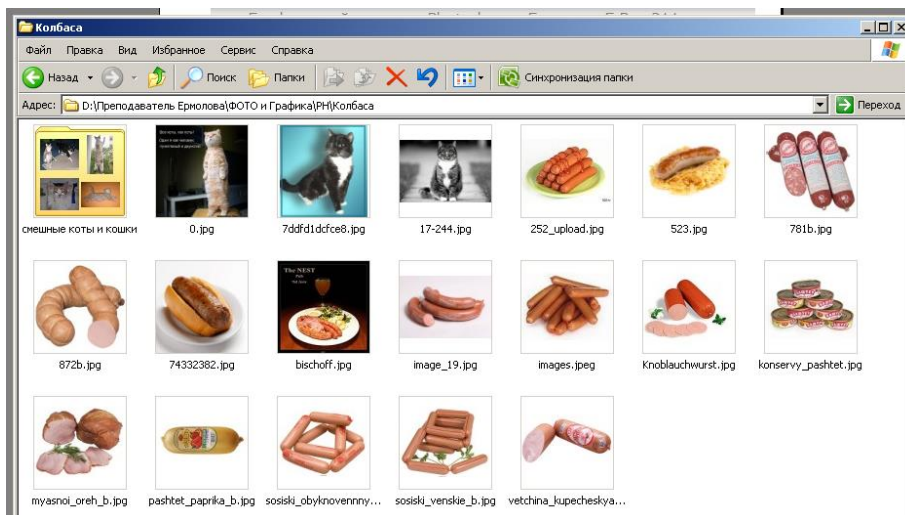 Колбаса
Файл Правка Вид Избранное Сервис Справка
Назад Поиск Папки Синхронизация папки
Адрес: D:\Преподаватель Ермолова\ФОТО и Графика\PH\Колбаса Переход
смешные коты и кошки 0.jpg 7ddfd1dcfce8.jpg 17-244.jpg 252_upload.jpg 523.jpg 781b.jpg
The NEST
872b.jpg 74332382.jpg bischoff.jpg image_19.jpg images.jpeg Knoblauchwurst.jpg konservy_pashtet.jpg
myasnoi_oreh_b.jpg pashtet_paprika_b.jpg sosiski_obyknovennny... sosiski_venskie_b.jpg vetchina_kupecheskya...